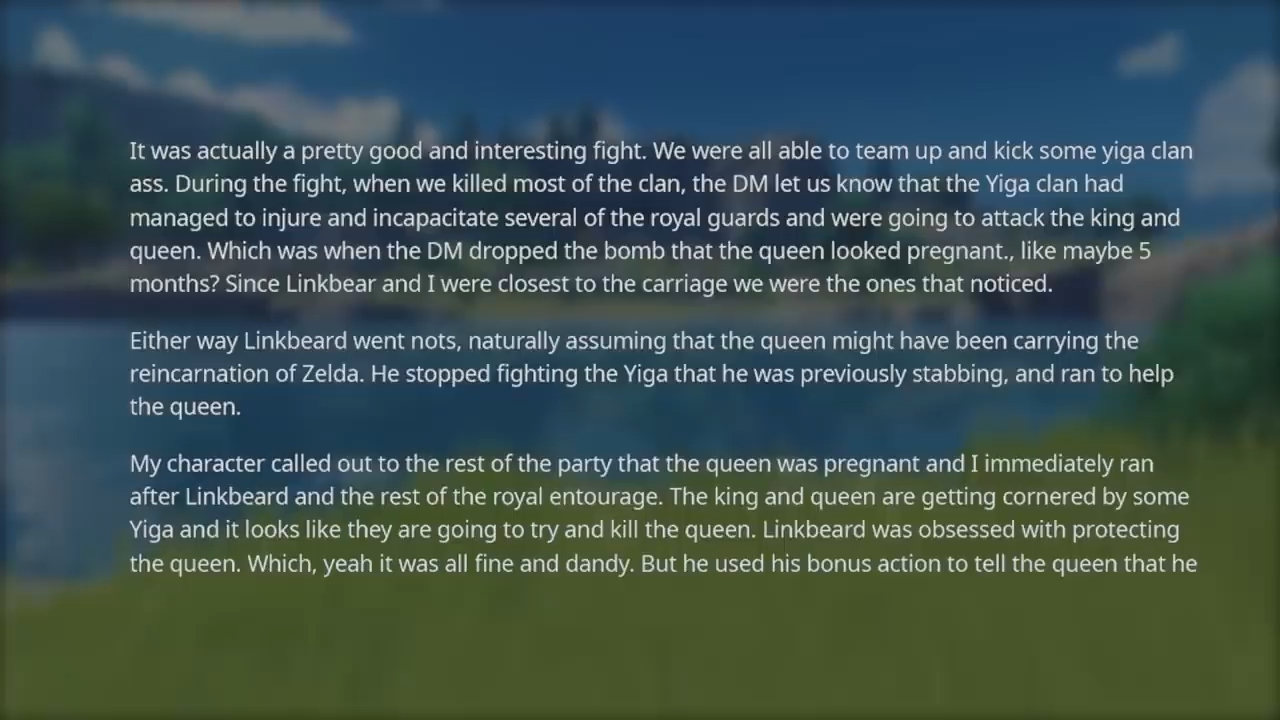 It was actually a pretty good and interesting fight. We were all able to team up and kick some yiga clan
ass. During the fight, when we killed most of the clan, the DM let us know that the Yiga clan had
managed to injure and incapacitate several of the royal guards and were going to attack the king and
queen. Which was when the DM dropped the bomb that the queen looked pregnant., like maybe 5
months? Since Linkbear and I were closest to the carriage we were the ones that noticed.
Either way Linkbeard went nots, naturally assuming that the queen might have been carrying the
reincarnation of Zelda. He stopped fighting the Yiga that he was previously stabbing, and ran to help
the queen.
My character called out to the rest of the party that the queen was pregnant and I immediately ran
after Linkbeard and the rest of the royal entourage. The king and queen are getting cornered by some
Yiga and it looks like they are going to try and kill the queen. Linkbeard was obsessed with protecting
the queen. Which, yeah it was all fine and dandy. But he used his bonus action to tell the queen that he